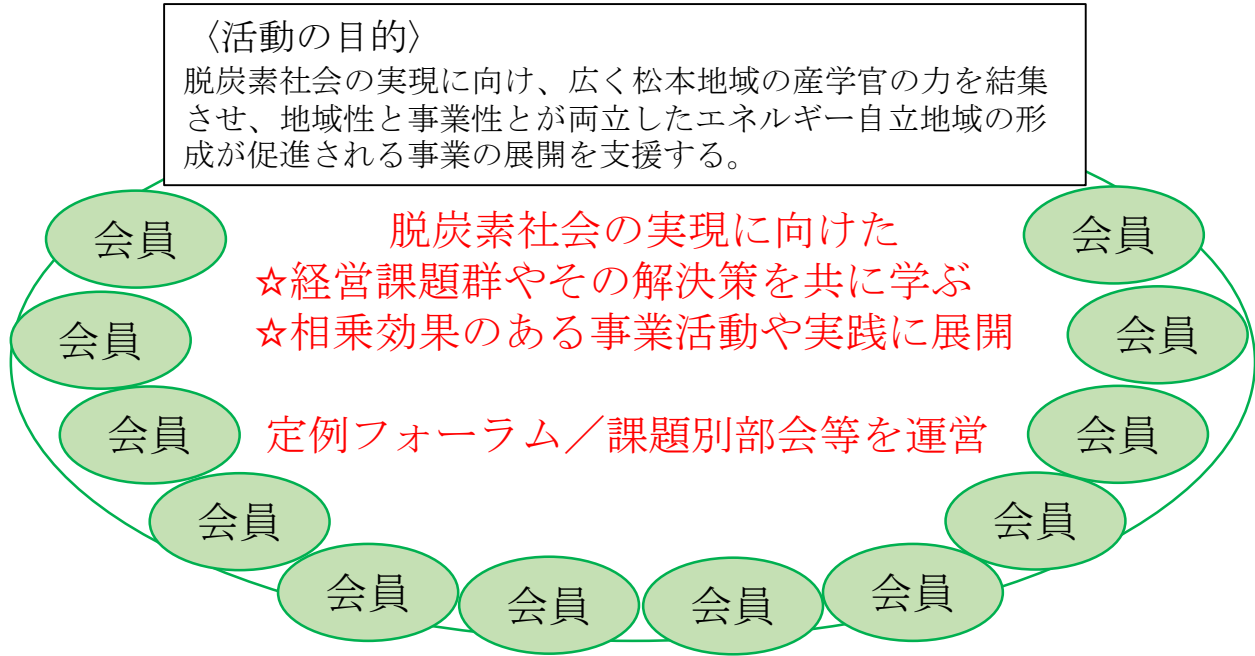 〈活動の目的〉
脱炭素社会の実現に向け、広く松本地域の産学官の力を結集
させ、地域性と事業性とが両立したエネルギー自立地域の形
成が促進される事業の展開を支援する。
脱炭素社会の実現に向けた
☆経営課題群やその解決策を共に学ぶ
☆相乗効果のある事業活動や実践に展開
定例フォーラム／課題別部会等を運営
会員
会員
会員
会員
会員
会員
会員
会員
会員
会員
会員
会員